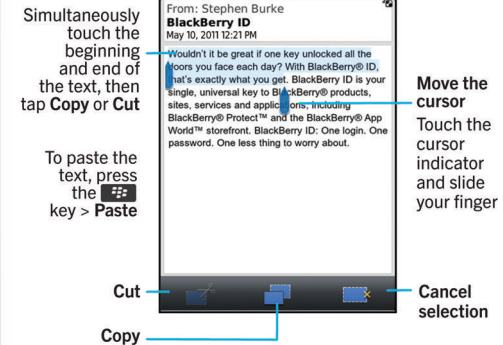 Simultaneously
touch the
beginning
and end of
the text, then
tap Copy or Cut
To paste the
text, press
the
key > Paste
From: Stephen Burke
BlackBerry ID
May 10, 2011 12:21 PM
Wouldn't it be great if one key unlocked all the
doors you face each day? With BlackBerry® ID,
that's exactly what you get. BlackBerry ID is your
single, universal key to BlackBerry® products,
sites, services and applications, including
BlackBerry® Protect™ and the BlackBerry® App
World™ storefront. BlackBerry ID: One login. One
password. One less thing to worry about.
Move the
cursor
Touch the
cursor
indicator
and slide
your finger
Cut
Copy
Cancel
selection